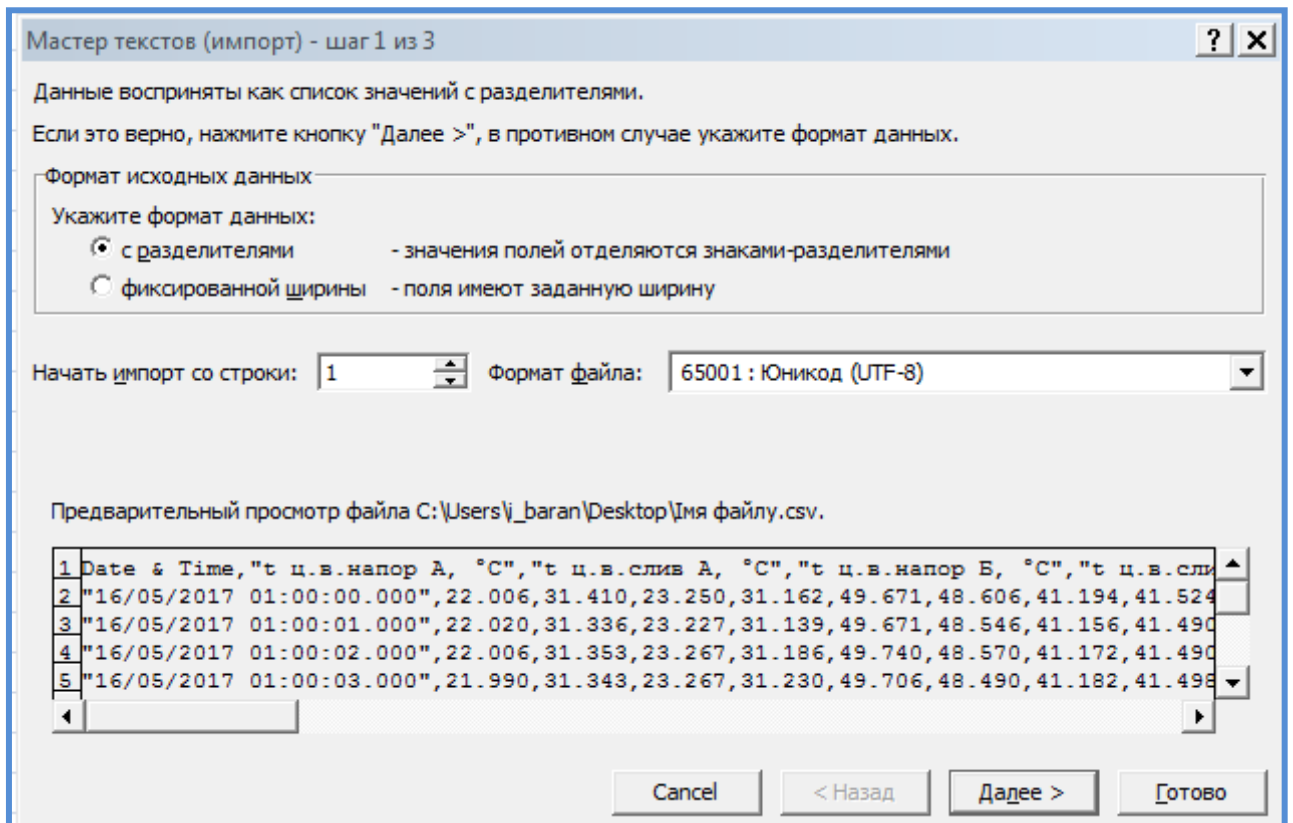 Мастер текстов (импорт) - шаг 1 из 3
Данные восприняты как список значений с разделителями.
Если это верно, нажмите кнопку "Далее >", в противном случае укажите формат данных.
Формат исходных данных
Укажите формат данных:
с разделителями - значения полей отделяются знаками-разделителями
фиксированной ширины - поля имеют заданную ширину
Начать импорт со строки: 1 Формат файла: 65001 : Юникод (UTF-8)
Предварительный просмотр файла C:\Users\i_baran\Desktop\Імя файлу.csv.
1 Date & Time,"t ц.в.напор А, °C","t ц.в.слив А, °C","t ц.в.напор Б, °C","t ц.в.сли
2 "16/05/2017 01:00:00.000",22.006,31.410,23.250,31.162,49.671,48.606,41.194,41.524
3 "16/05/2017 01:00:01.000",22.020,31.336,23.227,31.139,49.671,48.546,41.156,41.490
4 "16/05/2017 01:00:02.000",22.006,31.353,23.267,31.186,49.740,48.570,41.172,41.490
5 "16/05/2017 01:00:03.000",21.990,31.343,23.267,31.230,49.706,48.490,41.182,41.498
Cancel < Назад Далее > Готово